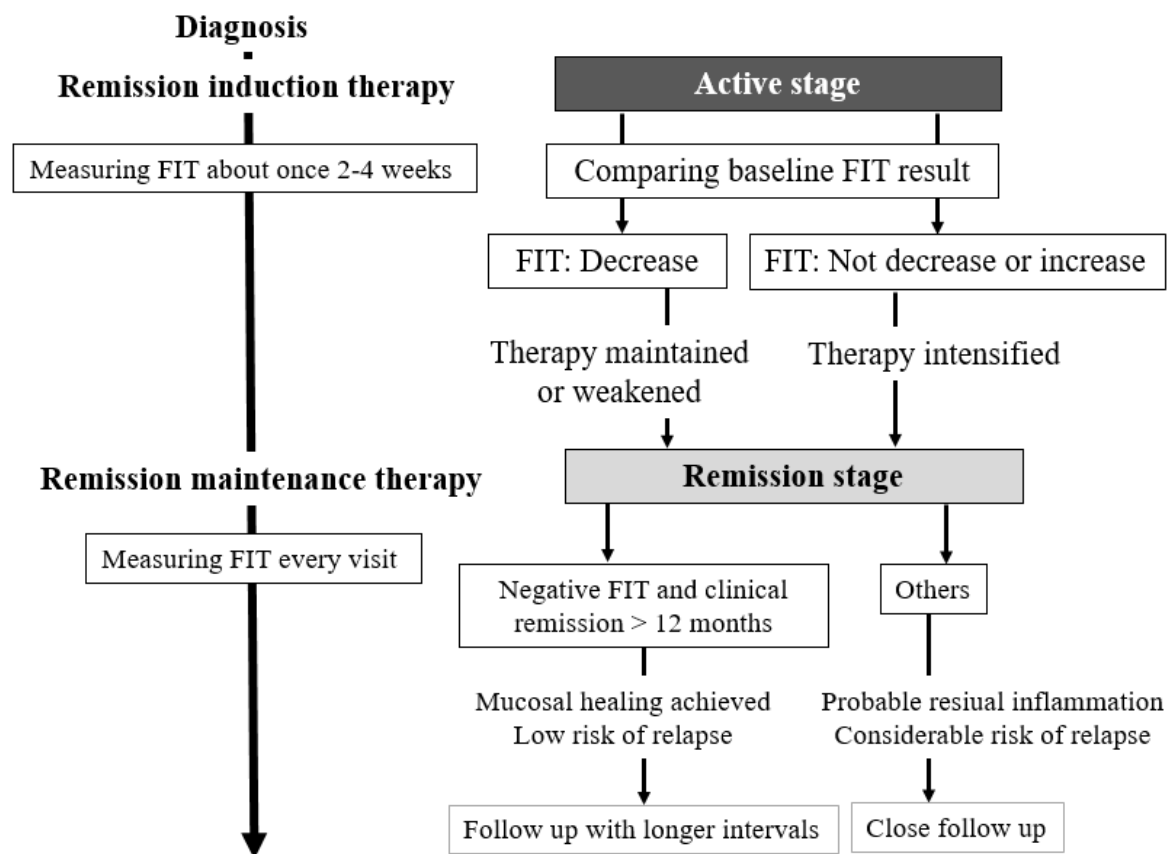 Diagnosis
Remission induction therapy
Measuring FIT about once 2-4 weeks
Remission maintenance therapy
Measuring FIT every visit
Active stage
Comparing baseline FIT result
FIT: Decrease
FIT: Not decrease or increase
Therapy maintained
or weakened
Therapy intensified
Remission stage
Negative FIT and clinical
remission > 12 months
Others
Mucosal healing achieved
Low risk of relapse
Probable resiual inflammation
Considerable risk of relapse
Follow up with longer intervals
Close follow up